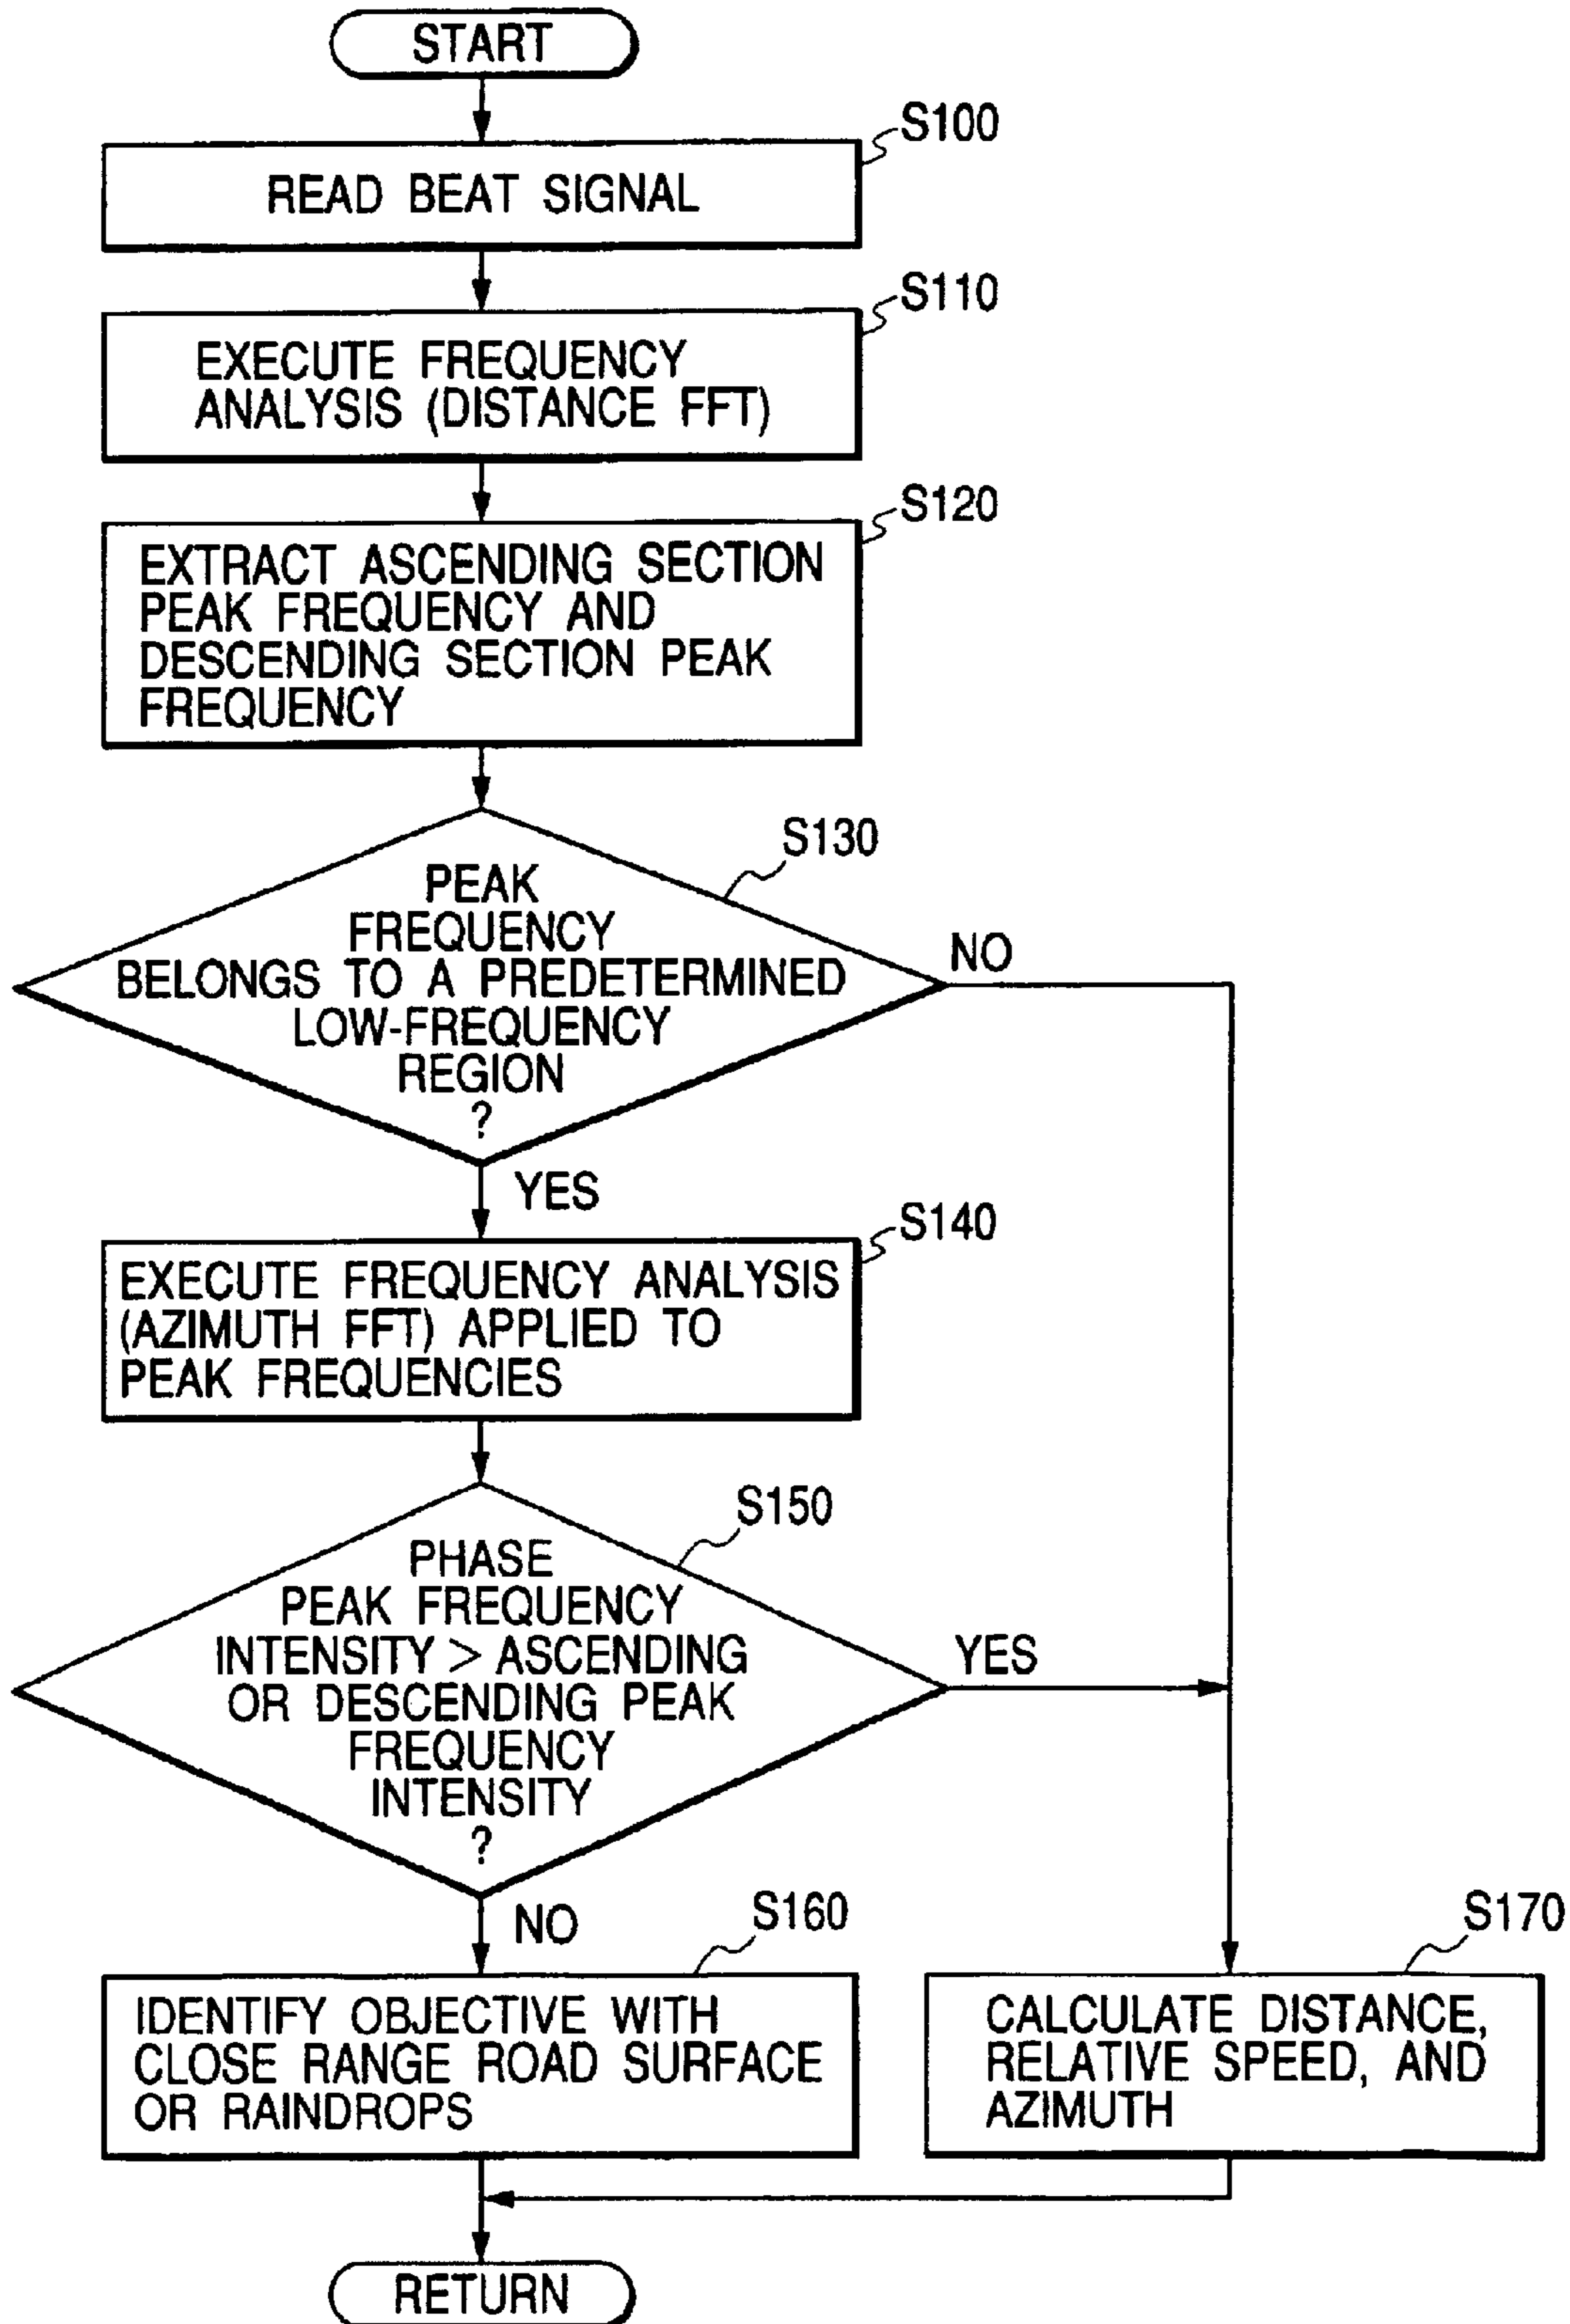 START
S100
READ BEAT SIGNAL
S110
EXECUTE FREQUENCY
ANALYSIS (DISTANCE FFT)
S120
EXTRACT ASCENDING SECTION
PEAK FREQUENCY AND
DESCENDING SECTION PEAK
FREQUENCY
S130
PEAK
FREQUENCY
BELONGS TO A PREDETERMINED
LOW-FREQUENCY
REGION
?
NO
YES
S140
EXECUTE FREQUENCY ANALYSIS
(AZIMUTH FFT) APPLIED TO
PEAK FREQUENCIES
S150
PHASE
PEAK FREQUENCY
INTENSITY > ASCENDING
OR DESCENDING PEAK
FREQUENCY
INTENSITY
?
YES
NO
S160
IDENTIFY OBJECTIVE WITH
CLOSE RANGE ROAD SURFACE
OR RAINDROPS
S170
CALCULATE DISTANCE,
RELATIVE SPEED, AND
AZIMUTH
RETURN